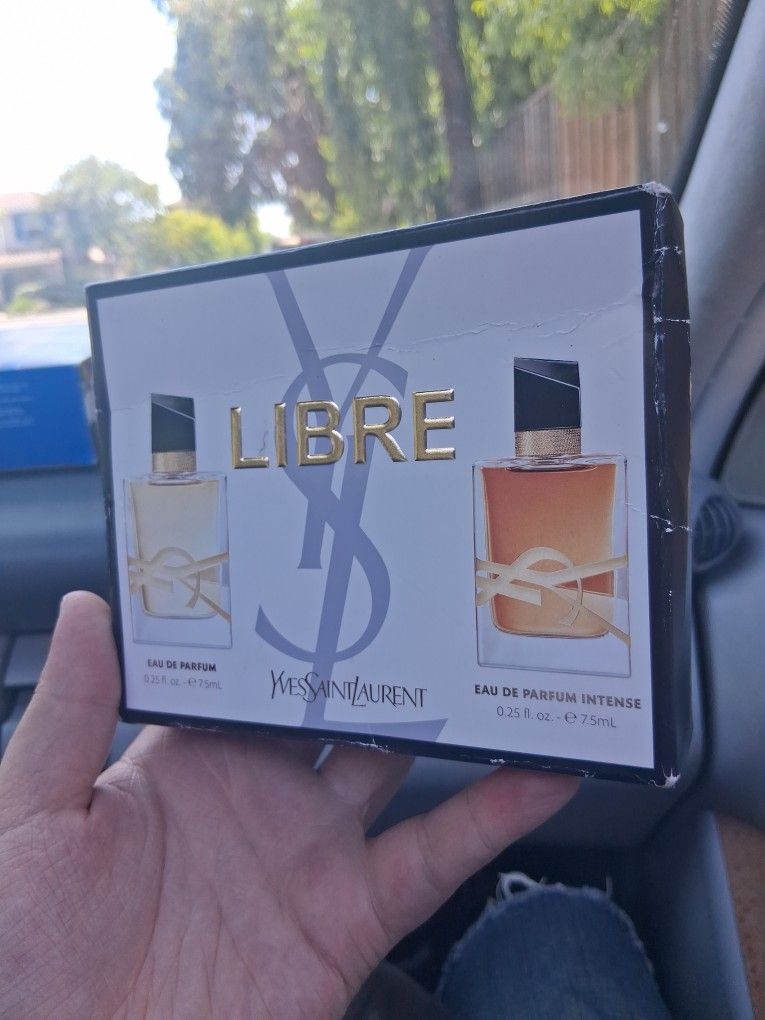 LIBRE
EAU DE PARFUM
0.25 fl. oz. - ℮ 7.5mL
YVESSAINTLAURENT
EAU DE PARFUM INTENSE
0.25 fl. oz. - ℮ 7.5mL